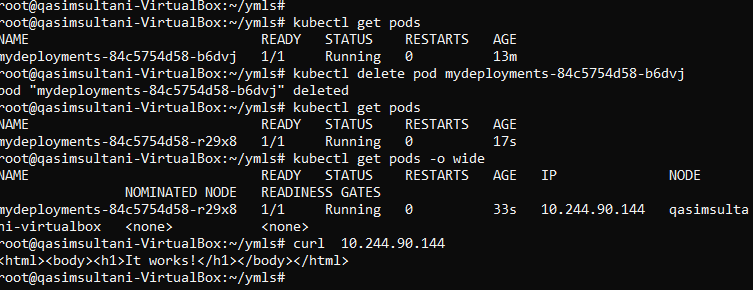 root@qasimsultani-VirtualBox:~/ymls#
root@qasimsultani-VirtualBox:~/ymls# kubectl get pods
NAME READY STATUS RESTARTS AGE
mydeployments-84c5754d58-b6dvj 1/1 Running 0 13m
root@qasimsultani-VirtualBox:~/ymls# kubectl delete pod mydeployments-84c5754d58-b6dvj
pod "mydeployments-84c5754d58-b6dvj" deleted
root@qasimsultani-VirtualBox:~/ymls# kubectl get pods
NAME READY STATUS RESTARTS AGE
mydeployments-84c5754d58-r29x8 1/1 Running 0 17s
root@qasimsultani-VirtualBox:~/ymls# kubectl get pods -o wide
NAME READY STATUS RESTARTS AGE IP NODE
NOMINATED NODE READINESS GATES
mydeployments-84c5754d58-r29x8 1/1 Running 0 33s 10.244.90.144 qasimsulta
ni-virtualbox <none> <none>
root@qasimsultani-VirtualBox:~/ymls# curl 10.244.90.144
<html><body><h1>It works!</h1></body></html>
root@qasimsultani-VirtualBox:~/ymls#